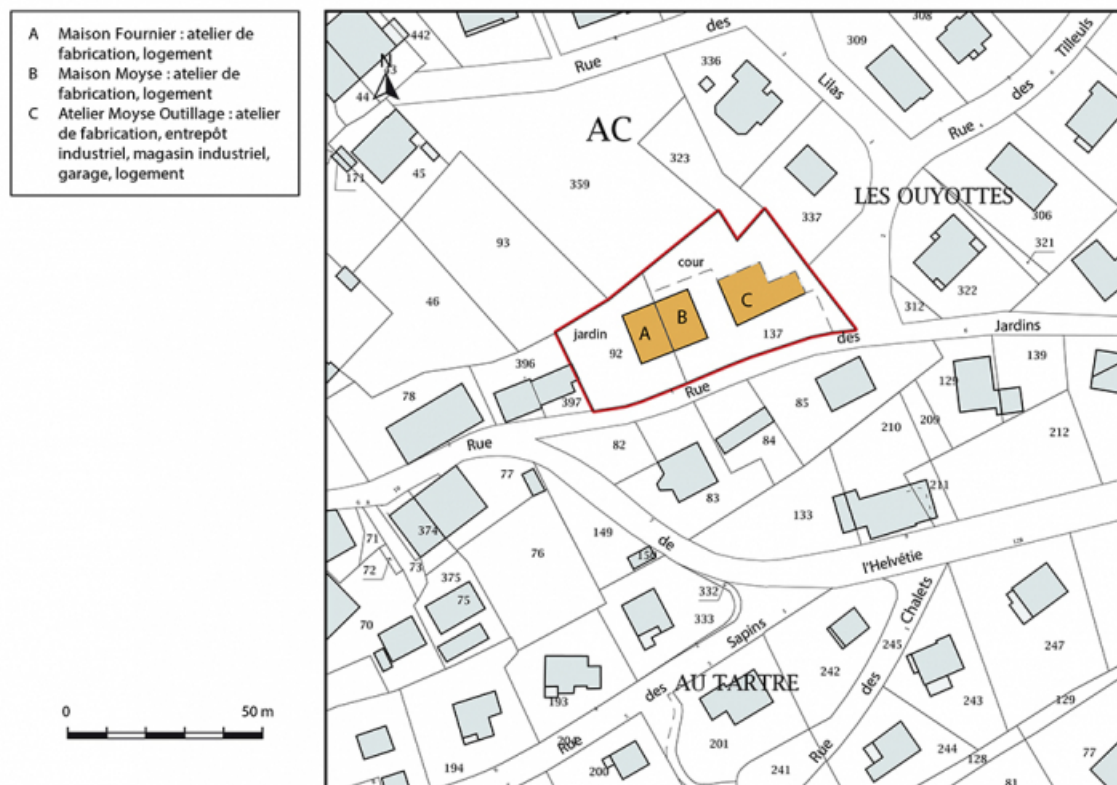 A Maison Fournier : atelier de
fabrication, logement
B Maison Moyse : atelier de
fabrication, logement
C Atelier Moyse Outillage : atelier
de fabrication, entrepôt
industriel, magasin industriel,
garage, logement
0 50 m
442
N
44
171
45
Rue des Lilas
336
309
308
Rue des Tilleuls
AC
323
359
93
46
337
LES OUYOTTES
306
321
322
312
cour
jardin
A
B
C
92
137
Rue des Jardins
396
397
78
139
129
85
84
82
83
209
210
212
211
133
Rue de l'Helvétie
77
374
71
72
73
375
75
70
76
149
332
333
Rue des Sapins
AU TARTRE
242
245
Rue des Chalets
247
243
244
129
128
77
81
241
201
200
193
194